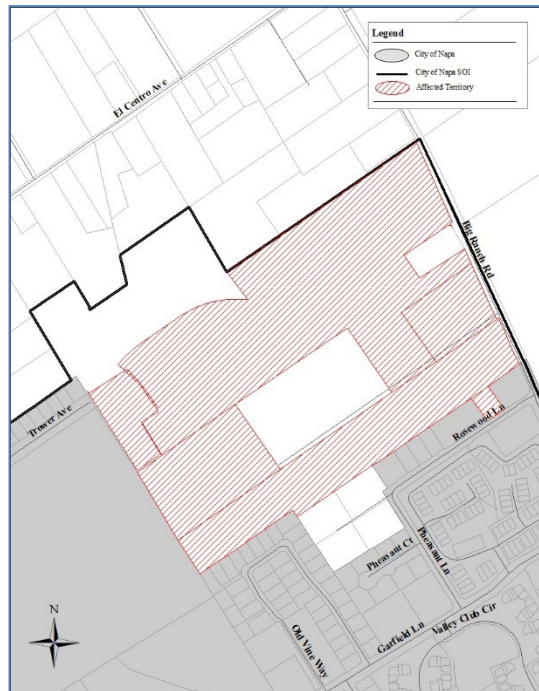 Legend
City of Napa
City of Napa SOI
Affected Territory
El Centro Ave
Big Ranch Rd
Trower Ave
Rosewood Ln
Pheasant Ct
Pheasant Ln
Old Vine Way
Garfield Ln
Valley Club Cir
N